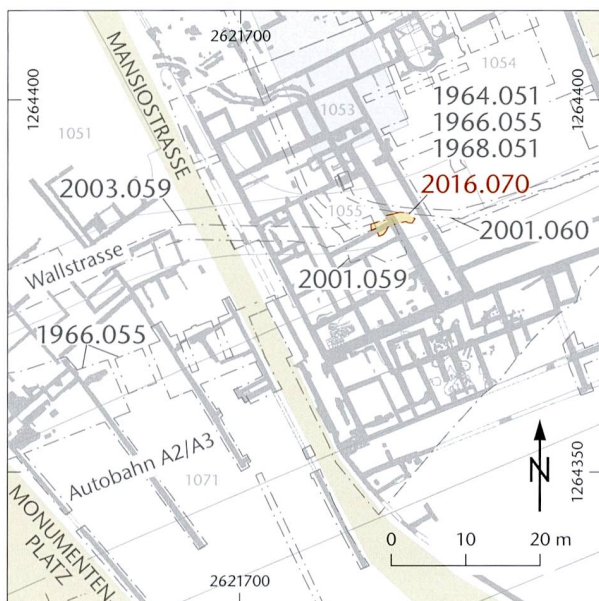 2621700
1264400
1264400
MANSIOSTRASSE
1054
1964.051
1966.055
1968.051
1053
1051
2016.070
2003.059
1055
2001.060
2001.059
Wallstrasse
1966.055
Autobahn A2/A3
1071
N
1264350
MONUMENTEN
PLATZ
0 10 20 m
2621700